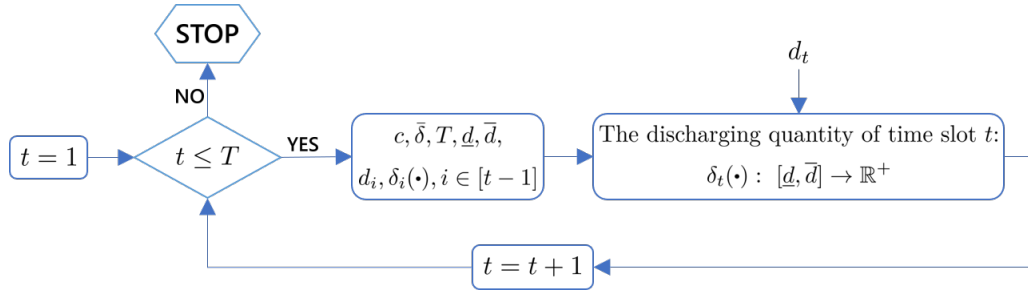 STOP
NO
t = 1
t ≤ T
YES
c, δ̄, T, d̲, d̄,
d_i, δ_i(•), i ∈ [t − 1]
d_t
The discharging quantity of time slot t:
δ_t(•) : [d̲, d̄] → ℝ⁺
t = t + 1